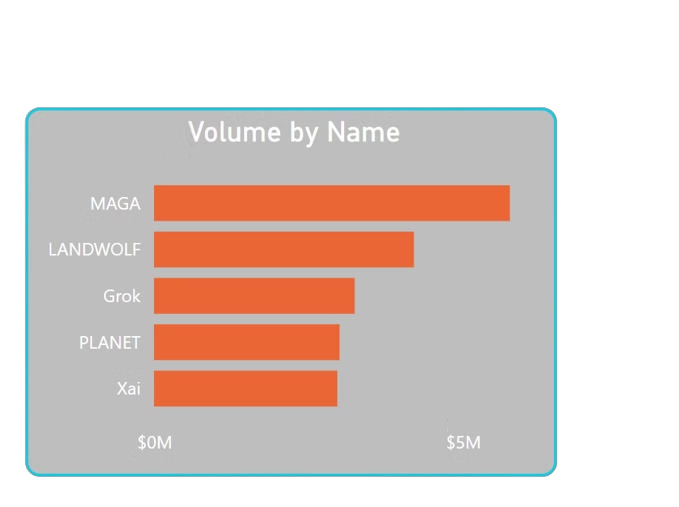 Volume by Name
MAGA
LANDWOLF
Grok
PLANET
Xai
$0M $5M